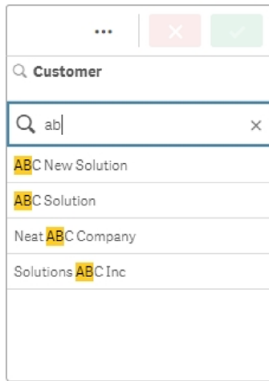 Customer
ab
ABC New Solution
ABC Solution
Neat ABC Company
Solutions ABC Inc